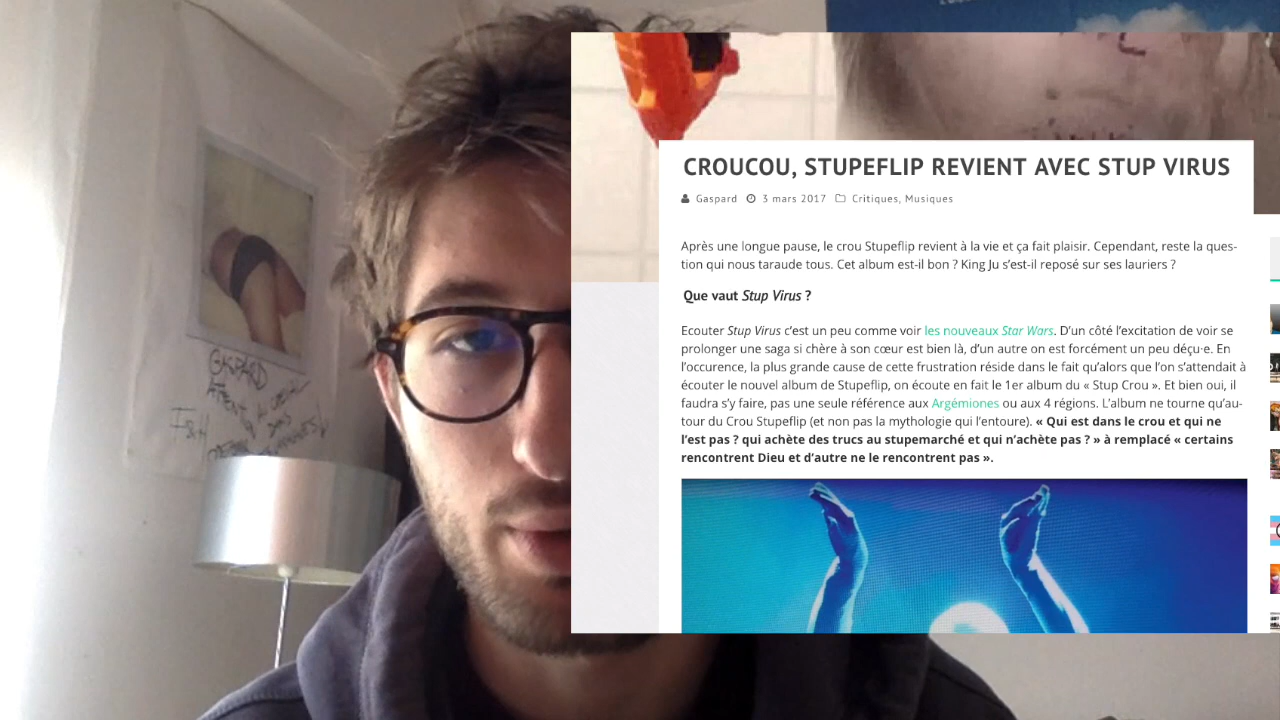 CROUCOU, STUPEFLIP REVIENT AVEC STUP VIRUS
Gaspard 3 mars 2017 Critiques, Musiques
Après une longue pause, le crou Stupeflip revient à la vie et ça fait plaisir. Cependant, reste la ques-
tion qui nous taraude tous. Cet album est-il bon ? King Ju s’est-il reposé sur ses lauriers ?
Que vaut Stup Virus ?
Ecouter Stup Virus c’est un peu comme voir les nouveaux Star Wars. D’un côté l’excitation de voir se
prolonger une saga si chère à son cœur est bien là, d’un autre on est forcément un peu déçu·e. En
l’occurence, la plus grande cause de cette frustration réside dans le fait qu’alors que l’on s’attendait à
écouter le nouvel album de Stupeflip, on écoute en fait le 1er album du « Stup Crou ». Et bien oui, il
faudra s’y faire, pas une seule référence aux Argémiones ou aux 4 régions. L’album ne tourne qu’au-
tour du Crou Stupeflip (et non pas la mythologie qui l’entoure). « Qui est dans le crou et qui ne
l’est pas ? qui achète des trucs au stupemarché et qui n’achète pas ? » à remplacé « certains
rencontrent Dieu et d’autre ne le rencontrent pas ».
GASPARD